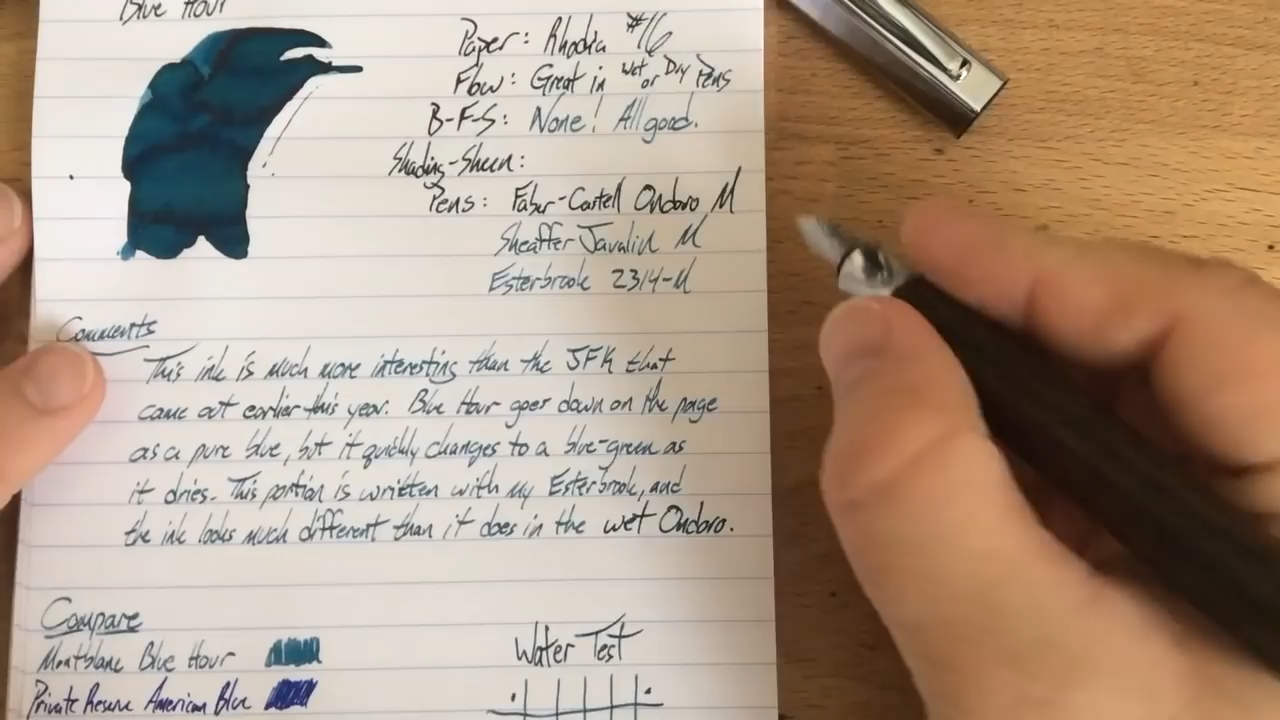 Blue Hour
Paper: Rhodia #16
Flow: Great in Wet or Dry Pens
B-F-S: None! All good.
Shading-Sheen:
Pens: Faber-Castell Ondoro M
Sheaffer Javalin M
Esterbrook 2314-M
Comments
This ink is much more interesting than the JFK that
came out earlier this year. Blue Hour goes down on the page
as a pure blue, but it quickly changes to a blue-green as
it dries. This portion is written with my Esterbrook, and
the ink looks much different than it does in the wet Ondoro.
Compare
Montblanc Blue Hour
Water Test
Private Reserve American Blue